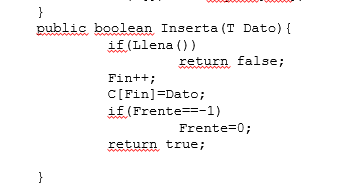 }
public boolean Inserta(T Dato){
if(Llena())
return false;
Fin++;
C[Fin]=Dato;
if(Frente==-1)
Frente=0;
return true;
}